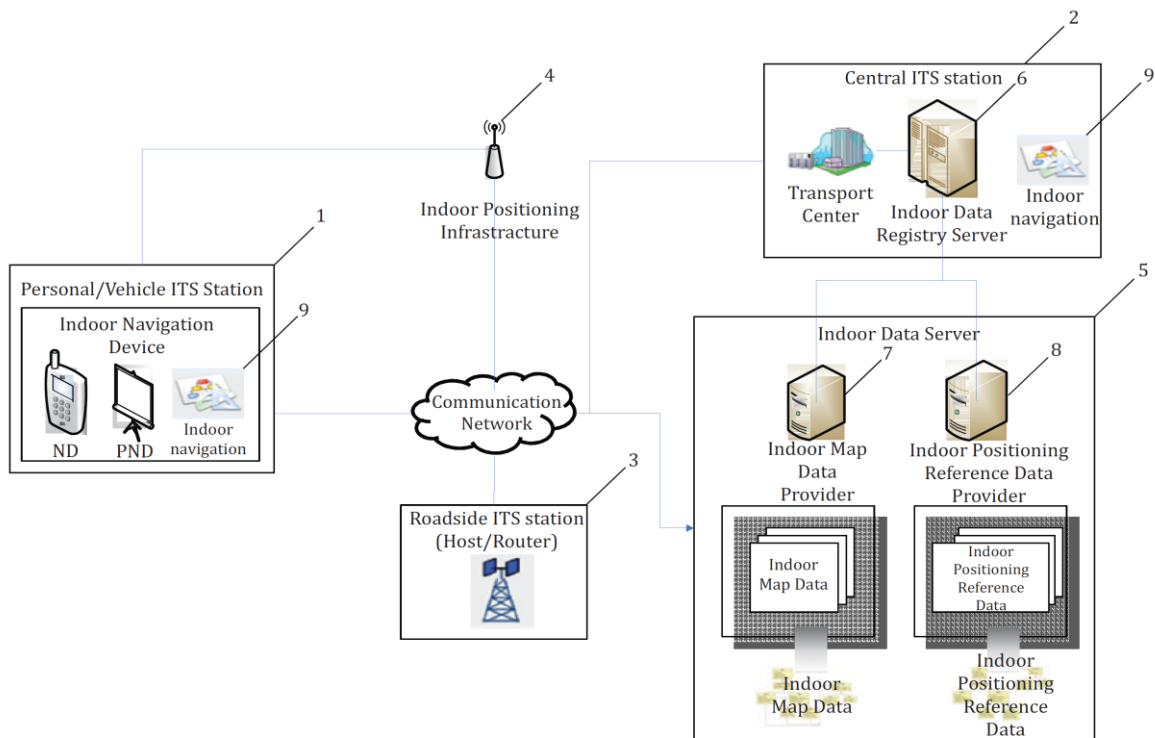 2
Central ITS station
6
9
Transport
Center
Indoor Data
Registry Server
Indoor
navigation
4
Indoor Positioning
Infrastracture
1
Personal/Vehicle ITS Station
Indoor Navigation
Device
9
ND
PND
Indoor
navigation
Communication
Network
3
Roadside ITS station
(Host/Router)
5
Indoor Data Server
7
8
Indoor Map
Data
Provider
Indoor Positioning
Reference Data
Provider
Indoor
Map Data
Indoor
Positioning
Reference
Data
Indoor
Map Data
Indoor
Positioning
Reference
Data